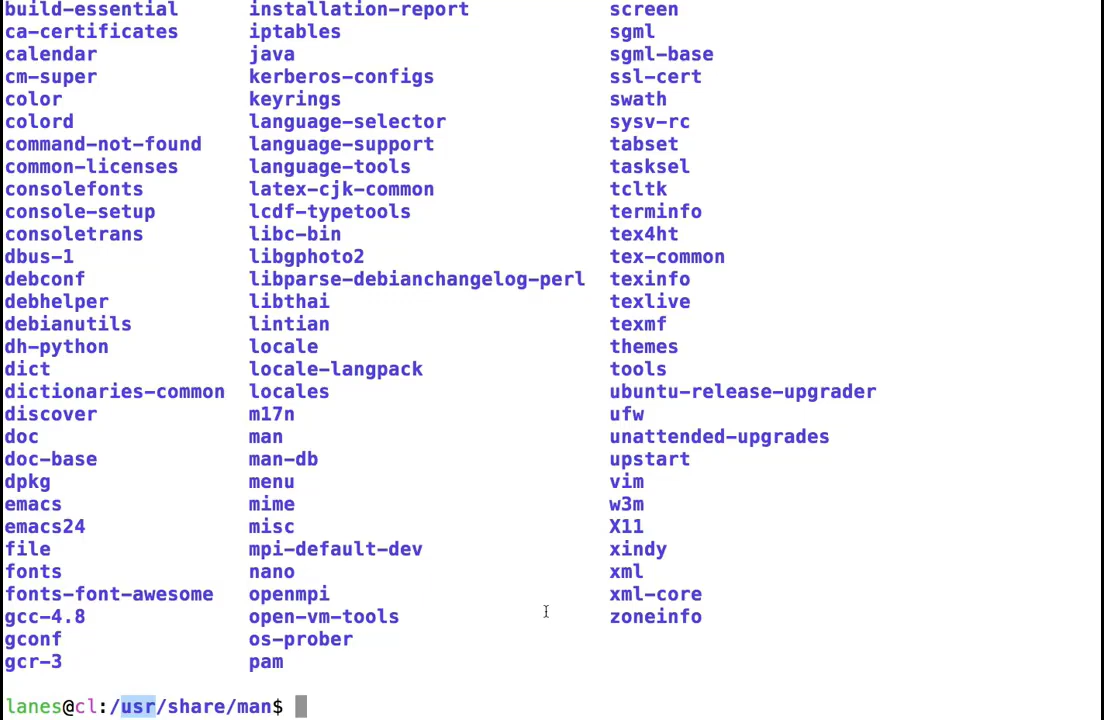 build-essential installation-report screen
ca-certificates iptables sgml
calendar java sgml-base
cm-super kerberos-configs ssl-cert
color keyrings swath
colord language-selector sysv-rc
command-not-found language-support tabset
common-licenses language-tools tasksel
consolefonts latex-cjk-common tcltk
console-setup lcdf-typetools terminfo
consoletrans libc-bin tex4ht
dbus-1 libgphoto2 tex-common
debconf libparse-debianchangelog-perl texinfo
debhelper libthai texlive
debianutils lintian texmf
dh-python locale themes
dict locale-langpack tools
dictionaries-common locales ubuntu-release-upgrader
discover m17n ufw
doc man unattended-upgrades
doc-base man-db upstart
dpkg menu vim
emacs mime w3m
emacs24 misc X11
file mpi-default-dev xindy
fonts nano xml
fonts-font-awesome openmpi xml-core
gcc-4.8 open-vm-tools zoneinfo
gconf os-prober
gcr-3 pam
lanes@cl:/usr/share/man$